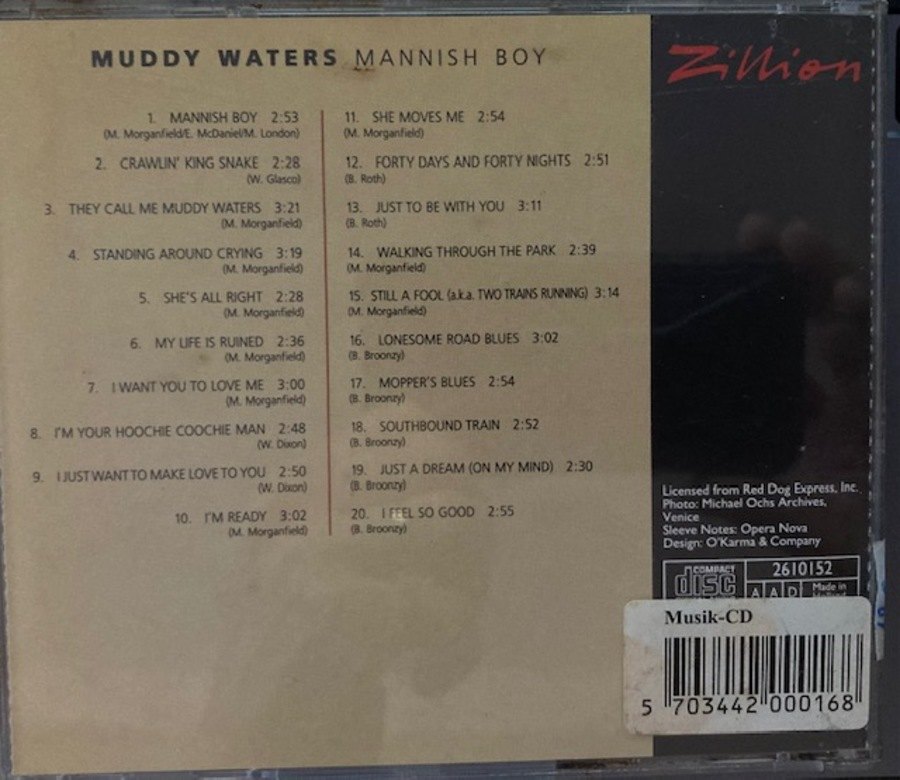 MUDDY WATERS MANNISH BOY
1. MANNISH BOY 2:53
(M. Morganfield/E. McDaniel/M. London)
2. CRAWLIN' KING SNAKE 2:28
(W. Glasco)
3. THEY CALL ME MUDDY WATERS 3:21
(M. Morganfield)
4. STANDING AROUND CRYING 3:19
(M. Morganfield)
5. SHE'S ALL RIGHT 2:28
(M. Morganfield)
6. MY LIFE IS RUINED 2:36
(M. Morganfield)
7. I WANT YOU TO LOVE ME 3:00
(M. Morganfield)
8. I'M YOUR HOOCHIE COOCHIE MAN 2:48
(W. Dixon)
9. I JUST WANT TO MAKE LOVE TO YOU 2:50
(W. Dixon)
10. I'M READY 3:02
(M. Morganfield)
11. SHE MOVES ME 2:54
(M. Morganfield)
12. FORTY DAYS AND FORTY NIGHTS 2:51
(B. Roth)
13. JUST TO BE WITH YOU 3:11
(B. Roth)
14. WALKING THROUGH THE PARK 2:39
(M. Morganfield)
15. STILL A FOOL (a.k.a. TWO TRAINS RUNNING) 3:14
(M. Morganfield)
16. LONESOME ROAD BLUES 3:02
(B. Broonzy)
17. MOPPER'S BLUES 2:54
(B. Broonzy)
18. SOUTHBOUND TRAIN 2:52
(B. Broonzy)
19. JUST A DREAM (ON MY MIND) 2:30
(B. Broonzy)
20. I FEEL SO GOOD 2:55
(B. Broonzy)
Zillion
Licensed from Red Dog Express, Inc.
Photo: Michael Ochs Archives,
Venice
Sleeve Notes: Opera Nova
Design: O'Karma & Company
COMPACT
disc
2610152
A A D
Made in
Musik-CD
5 703442 000168